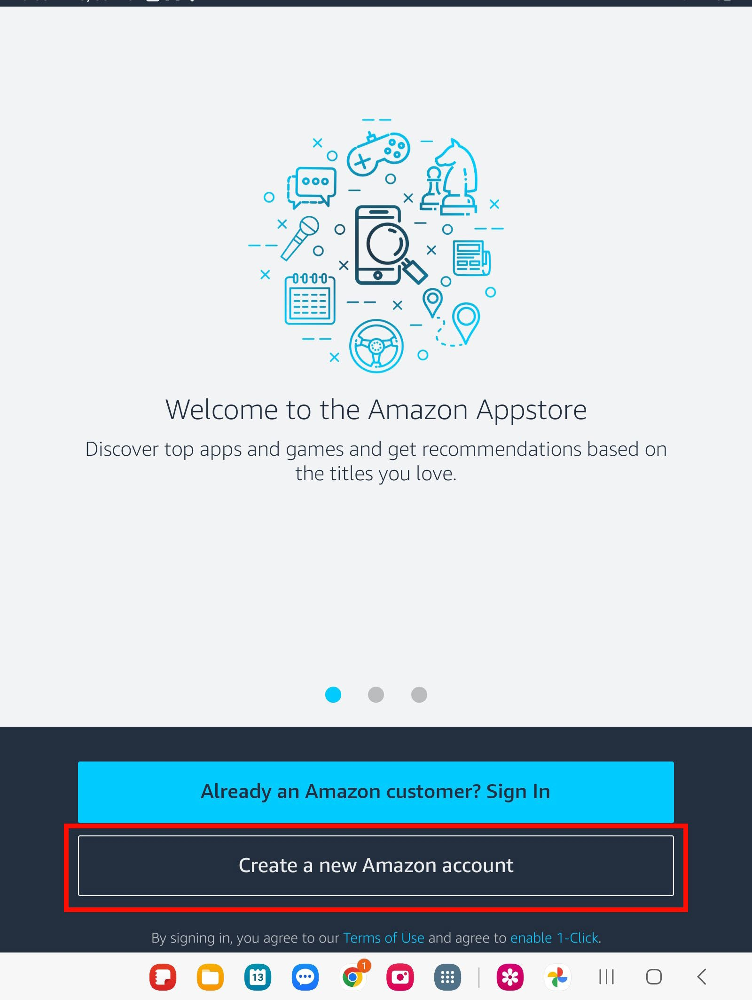 Welcome to the Amazon Appstore
Discover top apps and games and get recommendations based on
the titles you love.
Already an Amazon customer? Sign In
Create a new Amazon account
By signing in, you agree to our Terms of Use and agree to enable 1-Click.
13
1